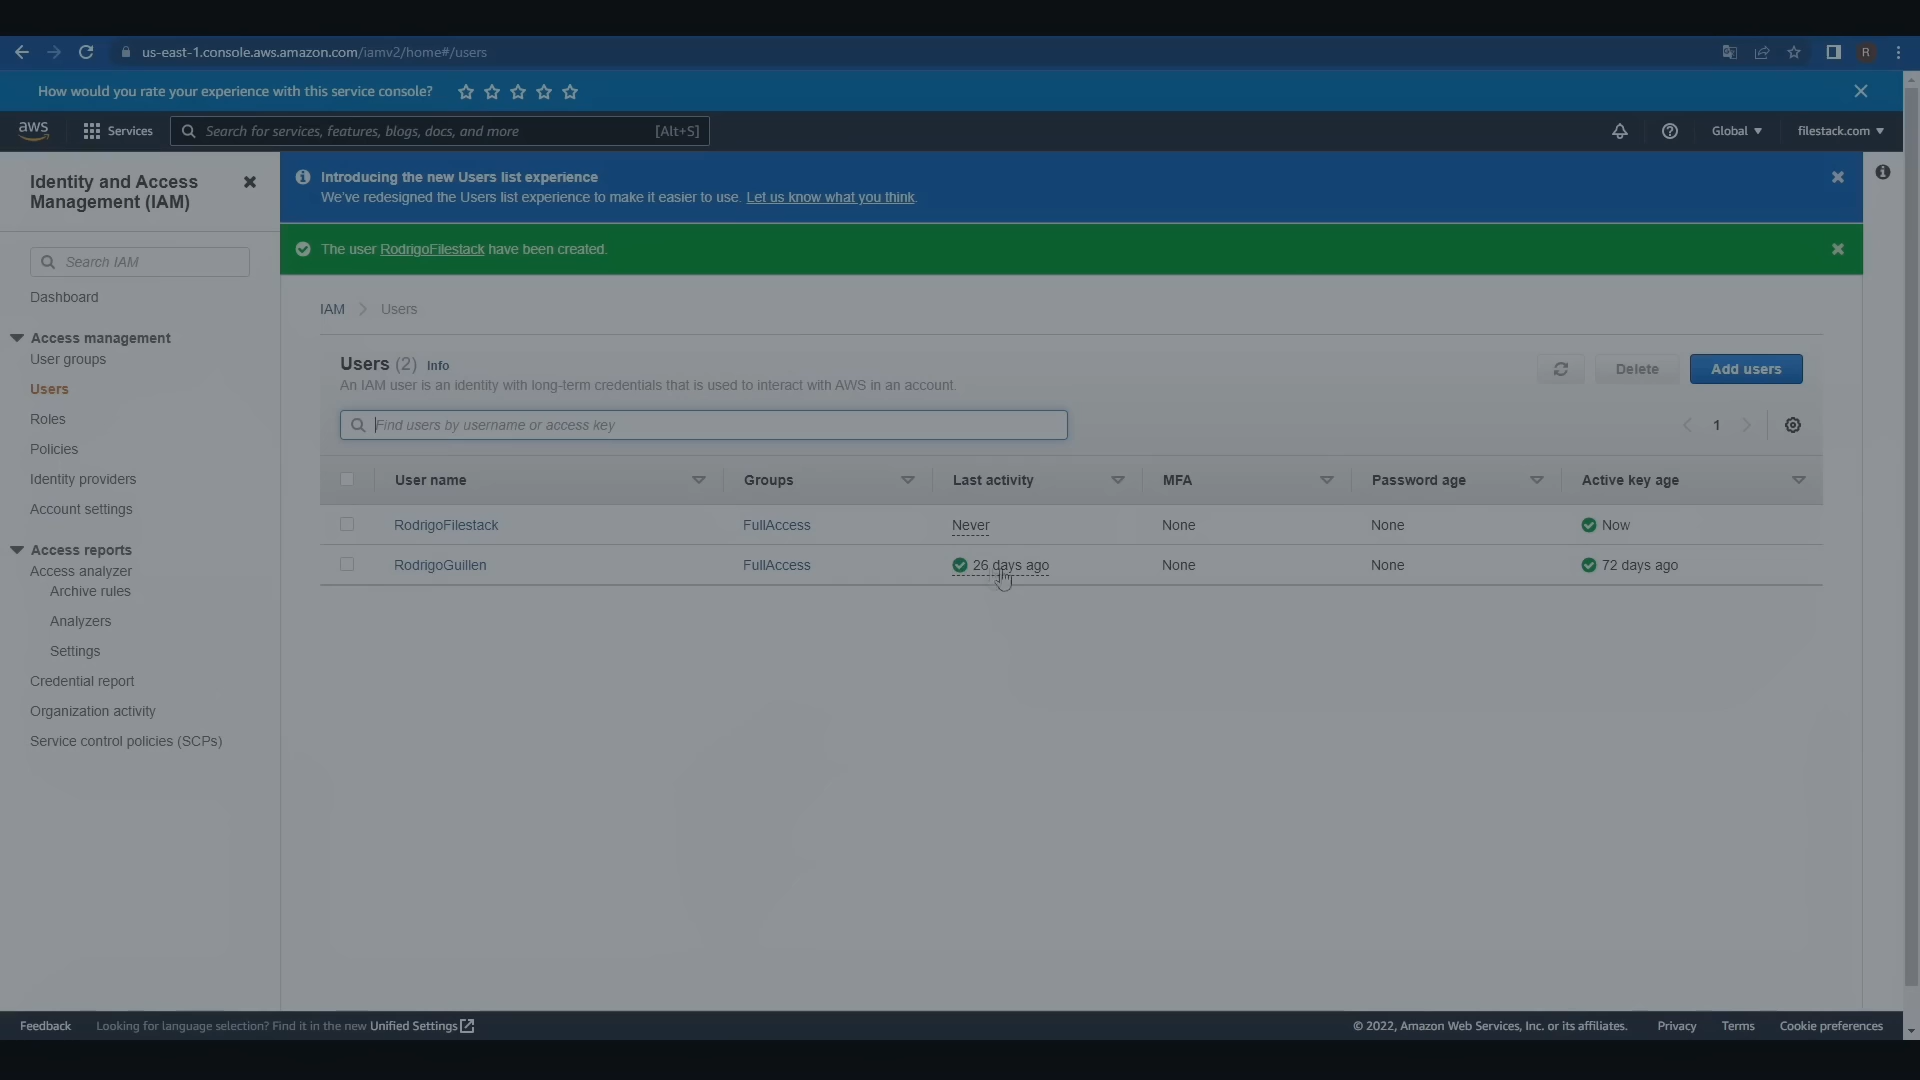 us-east-1.console.aws.amazon.com/iamv2/home#/users
R
How would you rate your experience with this service console?
aws
Services
Search for services, features, blogs, docs, and more
[Alt+S]
Global
filestack.com
Identity and Access
Management (IAM)
Search IAM
Dashboard
Access management
User groups
Users
Roles
Policies
Identity providers
Account settings
Access reports
Access analyzer
Archive rules
Analyzers
Settings
Credential report
Organization activity
Service control policies (SCPs)
Introducing the new Users list experience
We've redesigned the Users list experience to make it easier to use. Let us know what you think.
The user RodrigoFilestack have been created.
IAM Users
Users (2) Info
An IAM user is an identity with long-term credentials that is used to interact with AWS in an account.
Delete
Add users
Find users by username or access key
1
User name Groups Last activity MFA Password age Active key age
RodrigoFilestack FullAccess Never None None Now
RodrigoGuillen FullAccess 26 days ago None None 72 days ago
Feedback Looking for language selection? Find it in the new Unified Settings
© 2022, Amazon Web Services, Inc. or its affiliates. Privacy Terms Cookie preferences